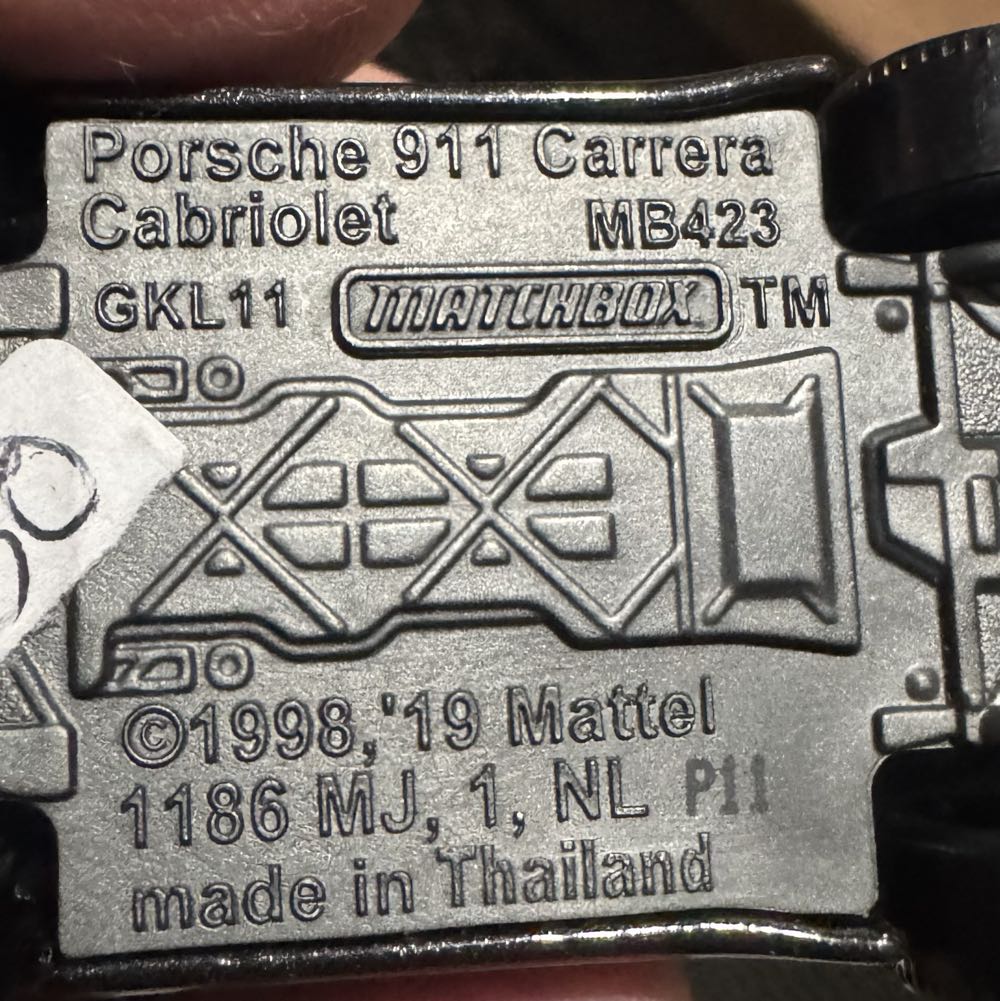 Porsche 911 Carrera
Cabriolet MB423
GKL11 MATCHBOX TM
©1998,'19 Mattel
1186 MJ, 1, NL P11
made in Thailand